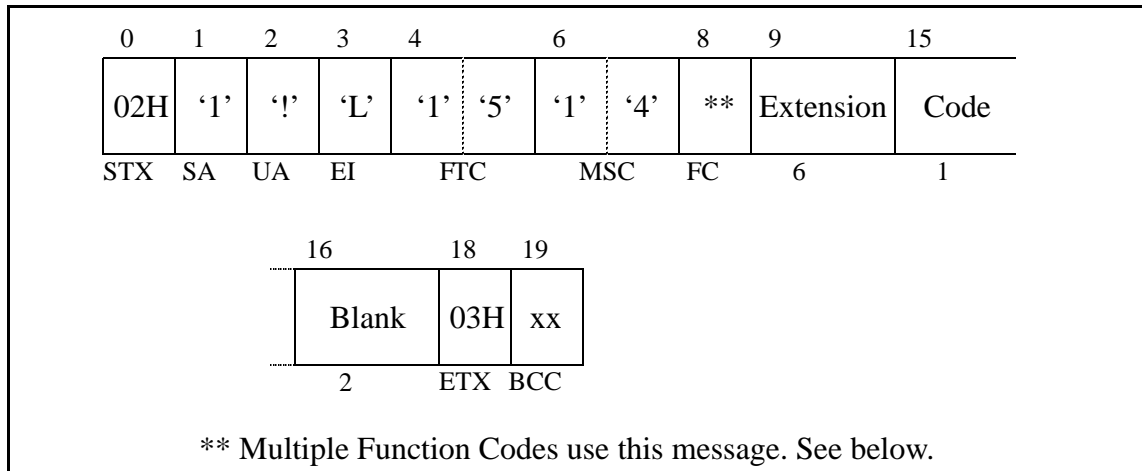 0 1 2 3 4 6 8 9 15
02H ‘1’ ‘!’ ‘L’ ‘1’ ‘5’ ‘1’ ‘4’ ** Extension Code
STX SA UA EI FTC MSC FC 6 1
16 18 19
Blank 03H xx
2 ETX BCC
** Multiple Function Codes use this message. See below.